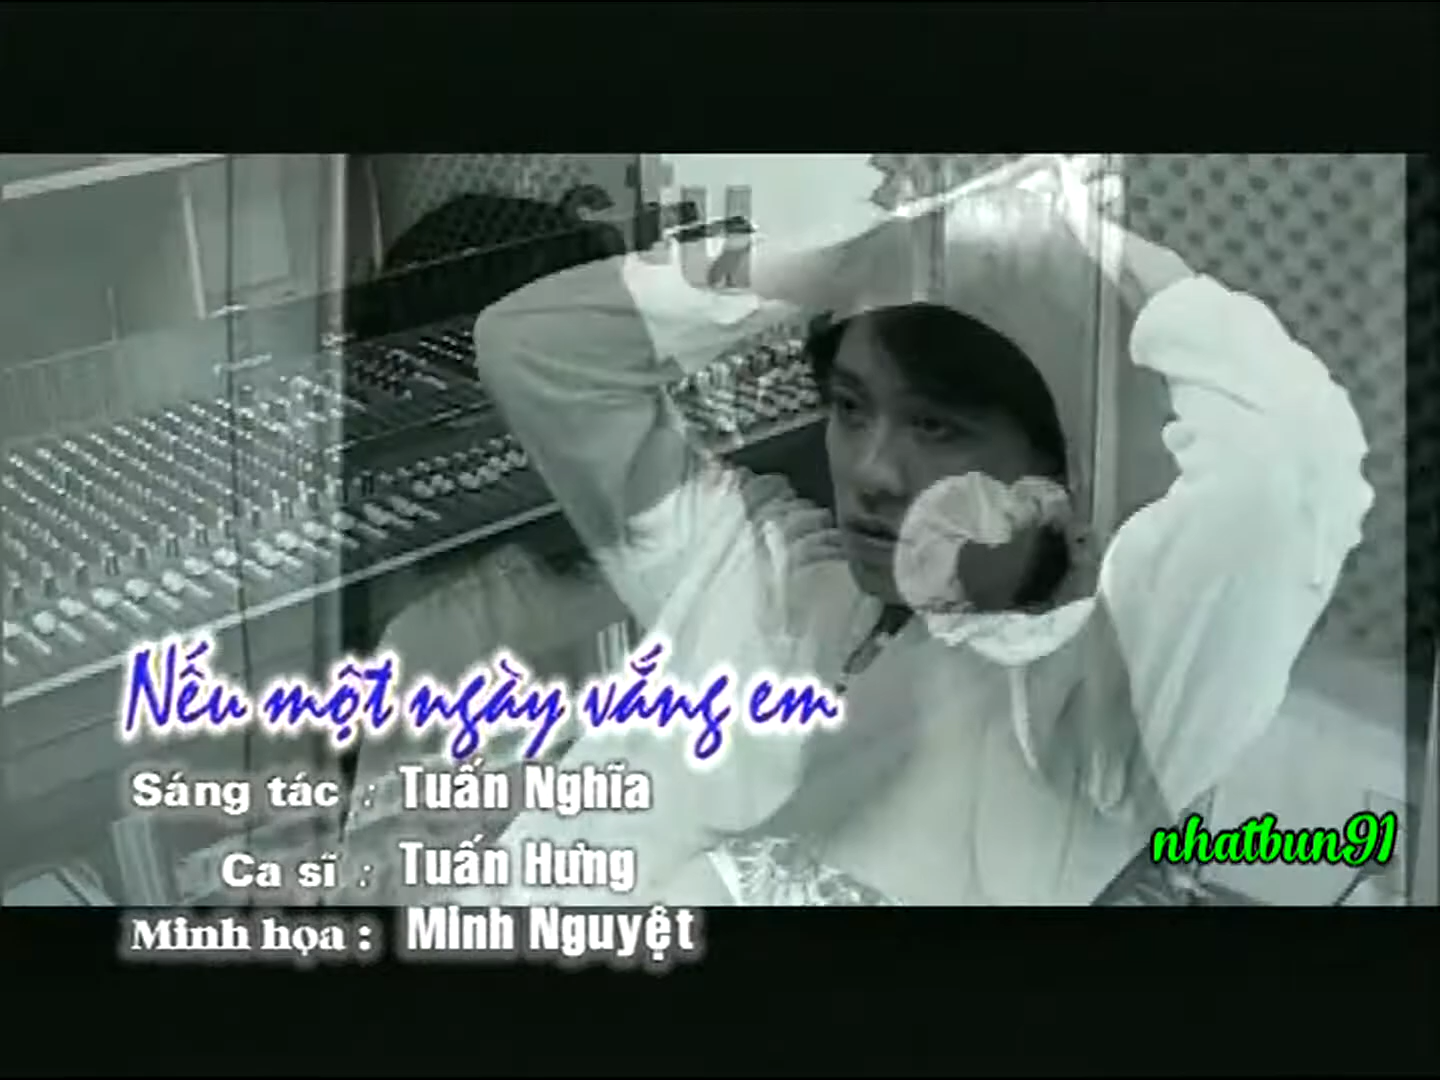 Nếu một ngày vắng em
Sáng tác : Tuấn Nghĩa
Ca sĩ : Tuấn Hưng
nhatbun91
Minh họa : Minh Nguyệt